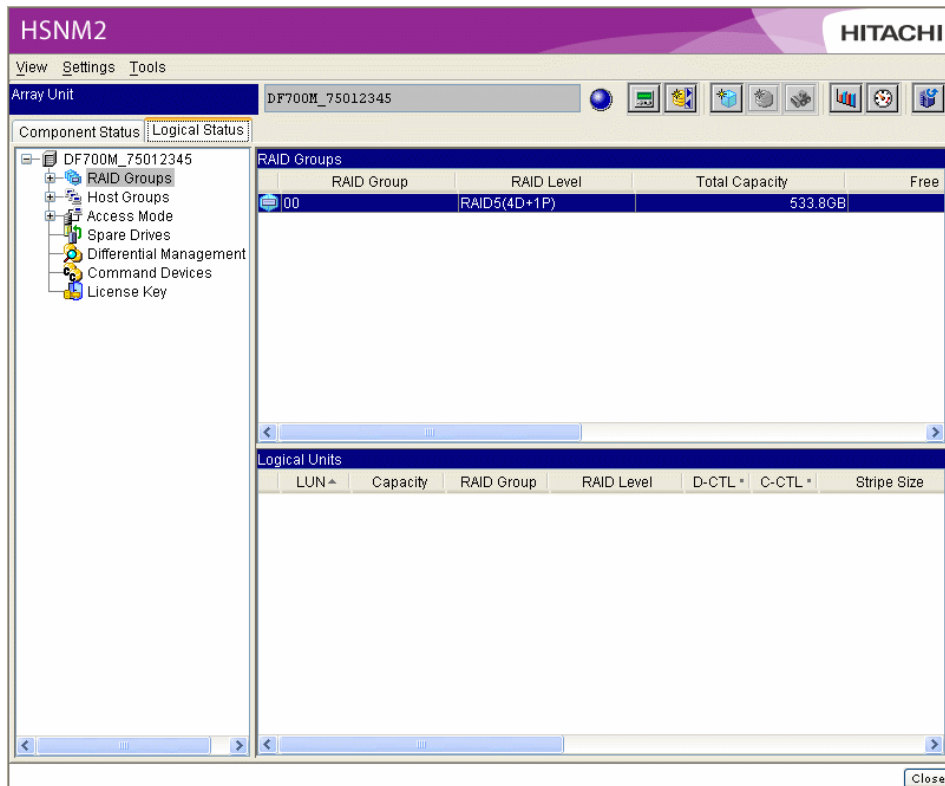 HSNM2
HITACHI
View Settings Tools
Array Unit
DF700M_75012345
Component Status
Logical Status
DF700M_75012345
RAID Groups
Host Groups
Access Mode
Spare Drives
Differential Management
Command Devices
License Key
RAID Groups
RAID Group RAID Level Total Capacity Free
00 RAID5(4D+1P) 533.8GB
Logical Units
LUN Capacity RAID Group RAID Level D-CTL * C-CTL * Stripe Size
Close